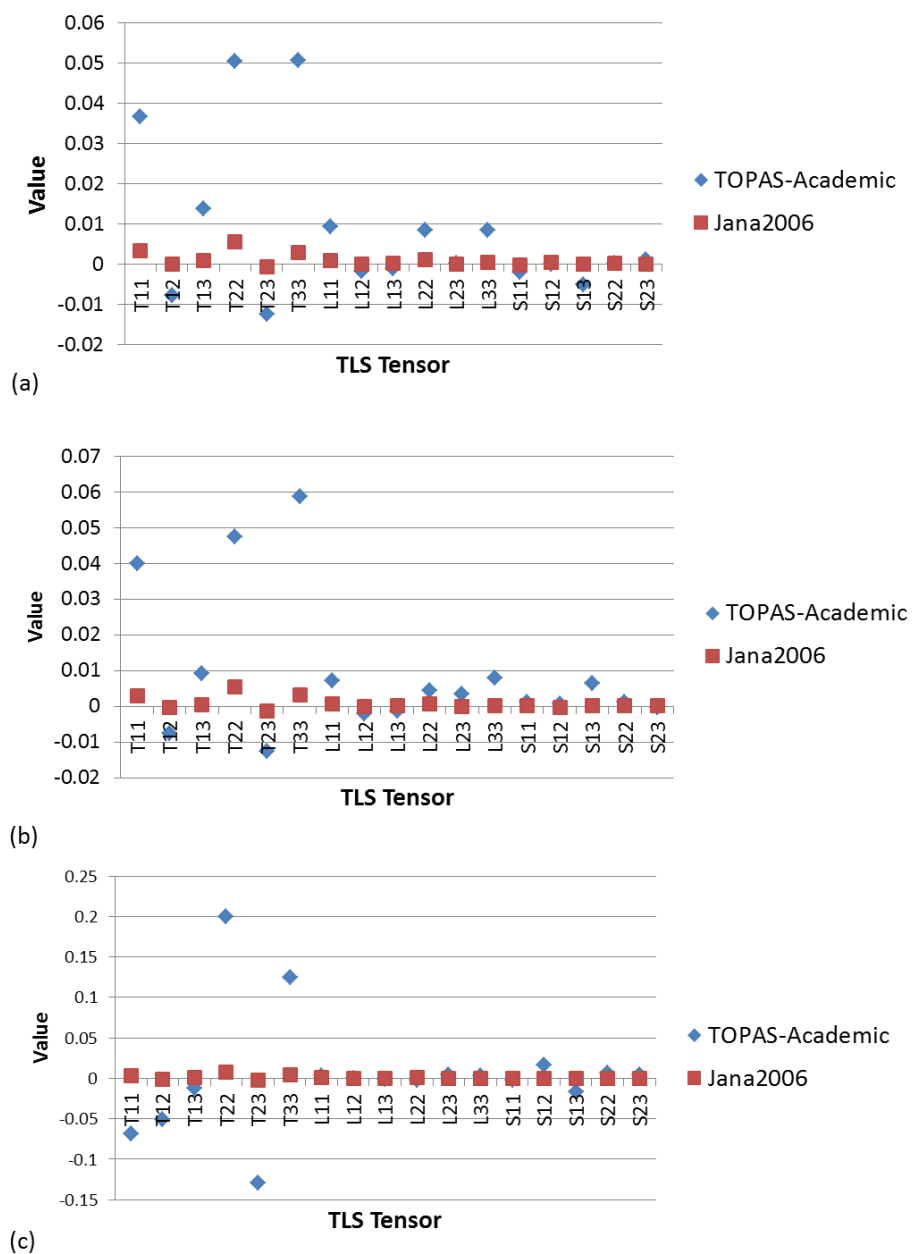 0.06
0.05
0.04
0.03
0.02
0.01
0
-0.01
-0.02
Value
T11 T12 T13 T22 T23 T33 L11 L12 L13 L22 L23 L33 S11 S12 S13 S22 S23
TLS Tensor
TOPAS-Academic
Jana2006
(a)
0.07
0.06
0.05
0.04
0.03
0.02
0.01
0
-0.01
-0.02
Value
T11 T12 T13 T22 T23 T33 L11 L12 L13 L22 L23 L33 S11 S12 S13 S22 S23
TLS Tensor
TOPAS-Academic
Jana2006
(b)
0.25
0.2
0.15
0.1
0.05
0
-0.05
-0.1
-0.15
Value
T11 T12 T13 T22 T23 T33 L11 L12 L13 L22 L23 L33 S11 S12 S13 S22 S23
TLS Tensor
TOPAS-Academic
Jana2006
(c)